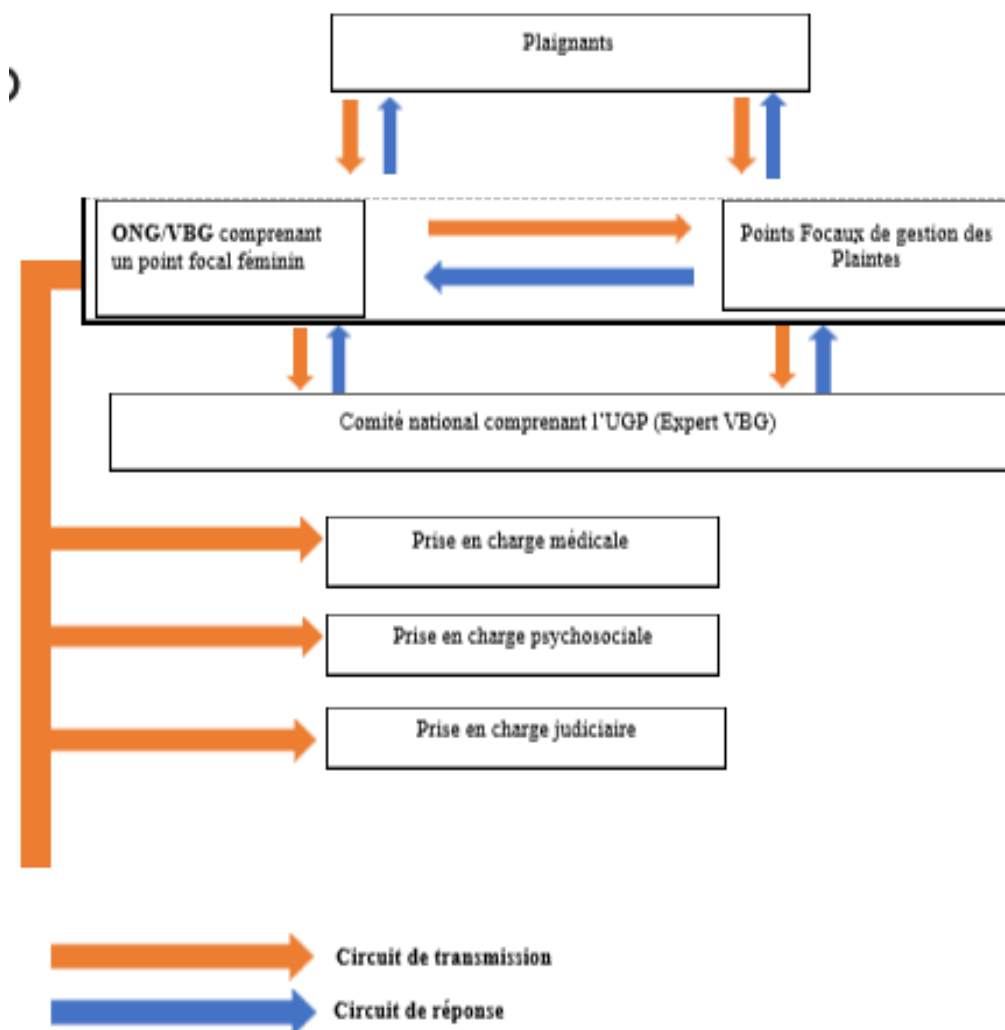 Plaignants
ONG/VBG comprenant
un point focal féminin
Points Focaux de gestion des
Plaintes
Comité national comprenant l'UGP (Expert VBG)
Prise en charge médicale
Prise en charge psychosociale
Prise en charge judiciaire
Circuit de transmission
Circuit de réponse